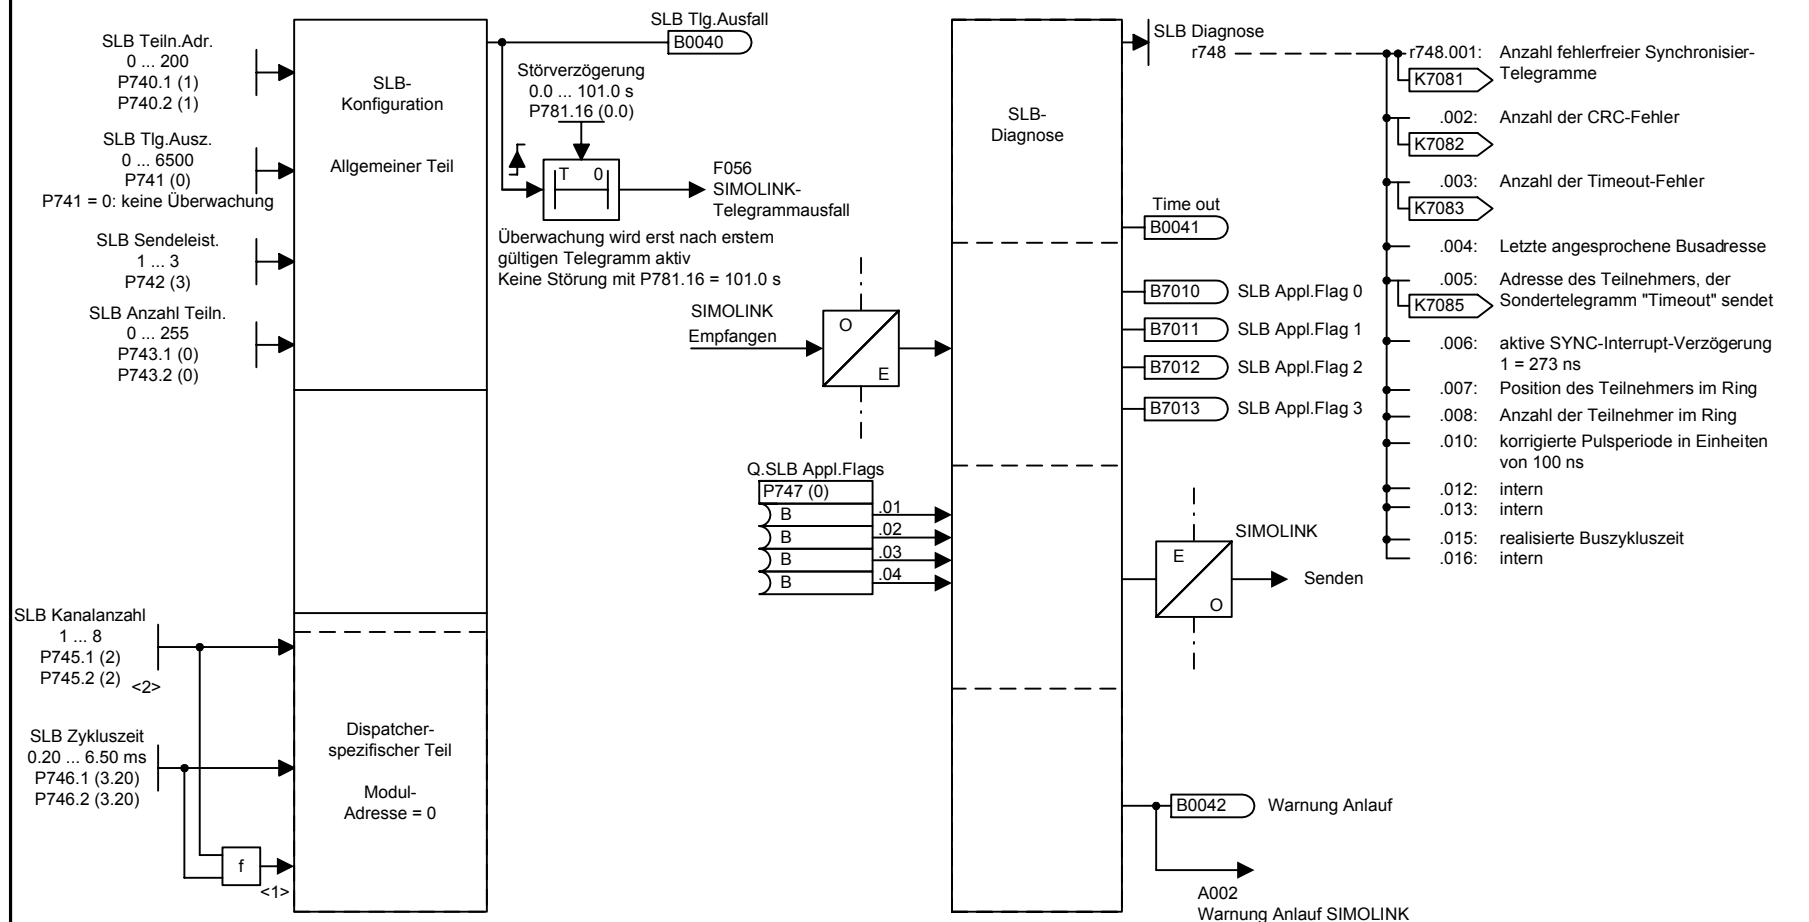 SLB Teiln.Adr.
0 ... 200
P740.1 (1)
P740.2 (1)
SLB Tlg.Ausz.
0 ... 6500
P741 (0)
P741 = 0: keine Überwachung
SLB Sendeleist.
1 ... 3
P742 (3)
SLB Anzahl Teiln.
0 ... 255
P743.1 (0)
P743.2 (0)
SLB Kanalanzahl
1 ... 8
P745.1 (2)
P745.2 (2)
<2>
SLB Zykluszeit
0.20 ... 6.50 ms
P746.1 (3.20)
P746.2 (3.20)
f
<1>
SLB-
Konfiguration
Allgemeiner Teil
Dispatcher-
spezifischer Teil
Modul-
Adresse = 0
SLB Tlg.Ausfall
B0040
Störverzögerung
0.0 ... 101.0 s
P781.16 (0.0)
T 0
F056
SIMOLINK-
Telegrammausfall
Überwachung wird erst nach erstem
gültigen Telegramm aktiv
Keine Störung mit P781.16 = 101.0 s
SIMOLINK
Empfangen
O
E
Q.SLB Appl.Flags
P747 (0)
B .01
B .02
B .03
B .04
SLB-
Diagnose
SLB Diagnose
r748
Time out
B0041
B7010 SLB Appl.Flag 0
B7011 SLB Appl.Flag 1
B7012 SLB Appl.Flag 2
B7013 SLB Appl.Flag 3
SIMOLINK
E
O
Senden
B0042 Warnung Anlauf
A002
Warnung Anlauf SIMOLINK
r748.001: Anzahl fehlerfreier Synchronisier-
Telegramme
K7081
.002: Anzahl der CRC-Fehler
K7082
.003: Anzahl der Timeout-Fehler
K7083
.004: Letzte angesprochene Busadresse
.005: Adresse des Teilnehmers, der
Sondertelegramm "Timeout" sendet
K7085
.006: aktive SYNC-Interrupt-Verzögerung
1 = 273 ns
.007: Position des Teilnehmers im Ring
.008: Anzahl der Teilnehmer im Ring
.010: korrigierte Pulsperiode in Einheiten
von 100 ns
.012: intern
.013: intern
.015: realisierte Buszykluszeit
.016: intern